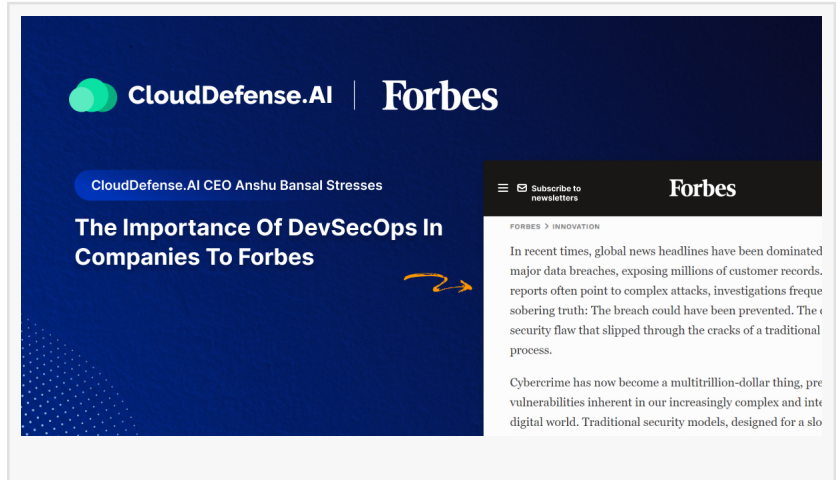 CloudDefense.AI | Forbes
CloudDefense.AI CEO Anshu Bansal Stresses
The Importance Of DevSecOps In
Companies To Forbes
Subscribe to
newsletters
Forbes
FORBES > INNOVATION
In recent times, global news headlines have been dominated
major data breaches, exposing millions of customer records.
reports often point to complex attacks, investigations freque
sobering truth: The breach could have been prevented. The
security flaw that slipped through the cracks of a traditional
process.
Cybercrime has now become a multitrillion-dollar thing, pre
vulnerabilities inherent in our increasingly complex and inte
digital world. Traditional security models, designed for a slo